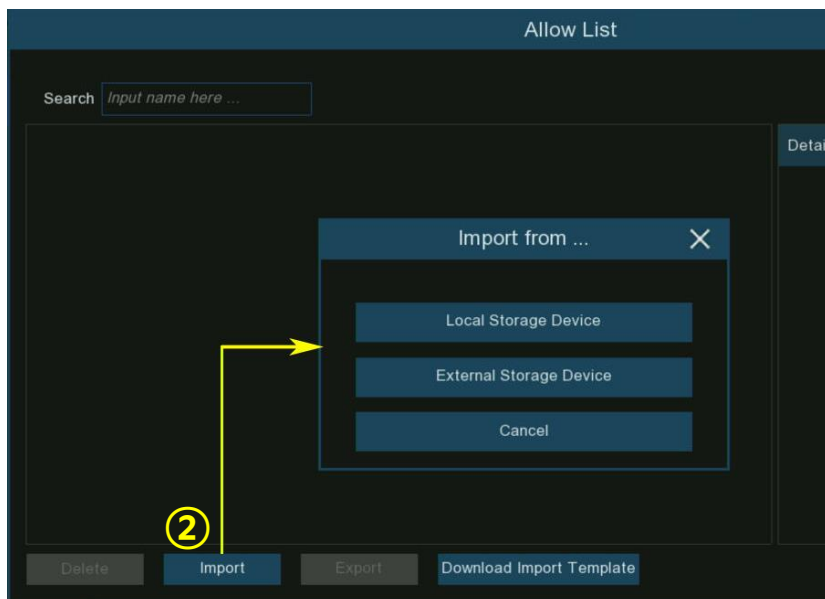 Allow List
Search Input name here ...
Detai
Import from ...
Local Storage Device
External Storage Device
Cancel
②
Delete Import Export Download Import Template